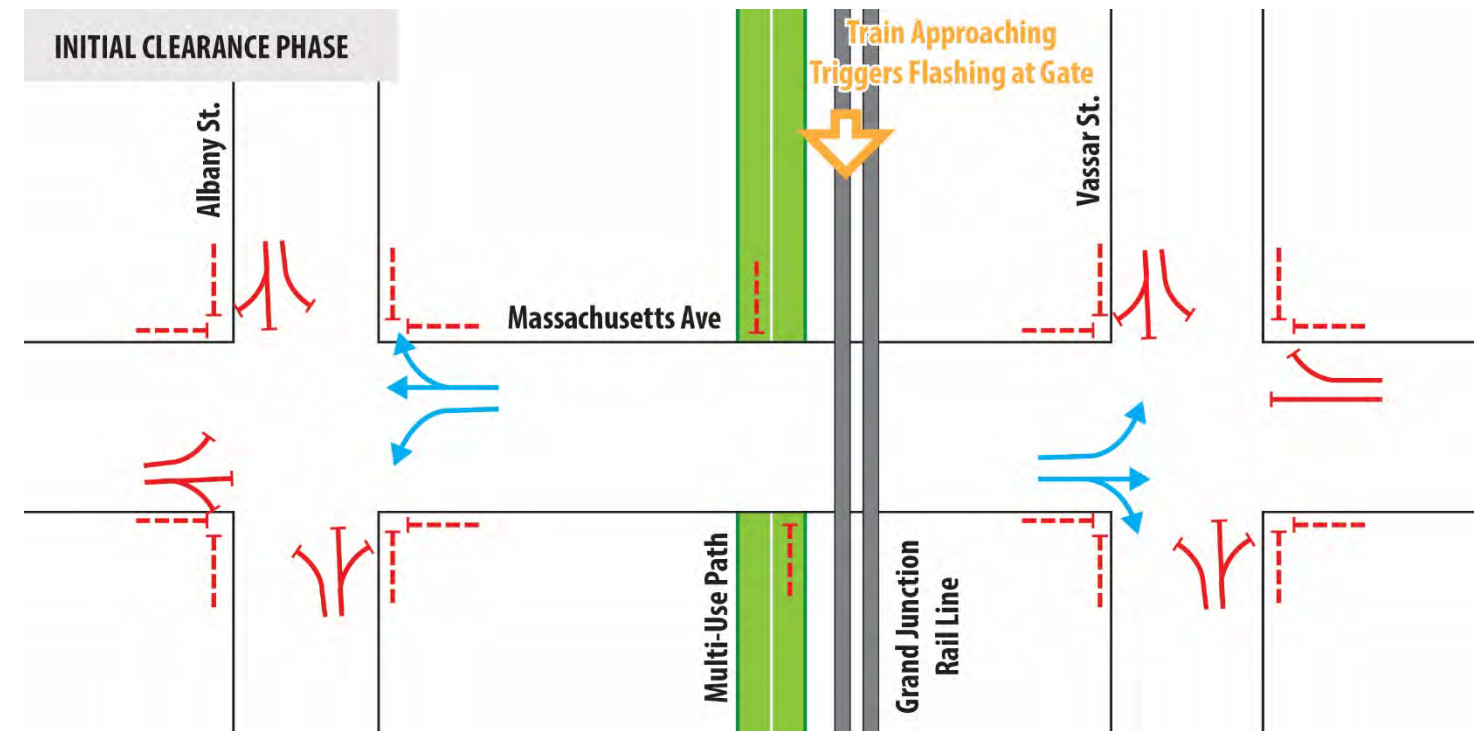 INITIAL CLEARANCE PHASE
Train Approaching
Triggers Flashing at Gate
Albany St.
Vassar St.
Massachusetts Ave
Multi-Use Path
Grand Junction
Rail Line